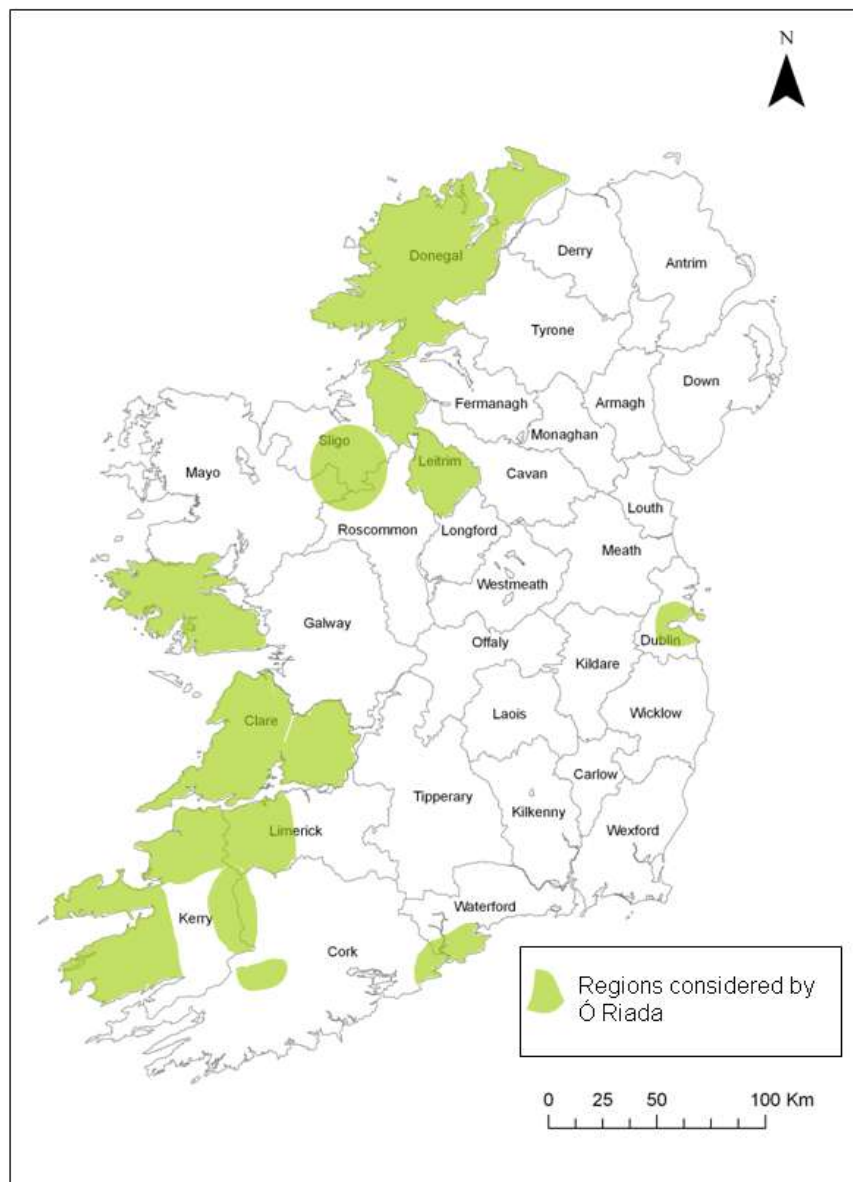 N
Donegal
Derry
Antrim
Tyrone
Down
Fermanagh
Armagh
Monaghan
Sligo
Mayo
Leitrim
Cavan
Louth
Roscommon
Longford
Meath
Westmeath
Galway
Offaly
Dublin
Kildare
Clare
Laois
Wicklow
Carlow
Tipperary
Kilkenny
Limerick
Wexford
Waterford
Kerry
Cork
Regions considered by
Ó Riada
0 25 50 100 Km